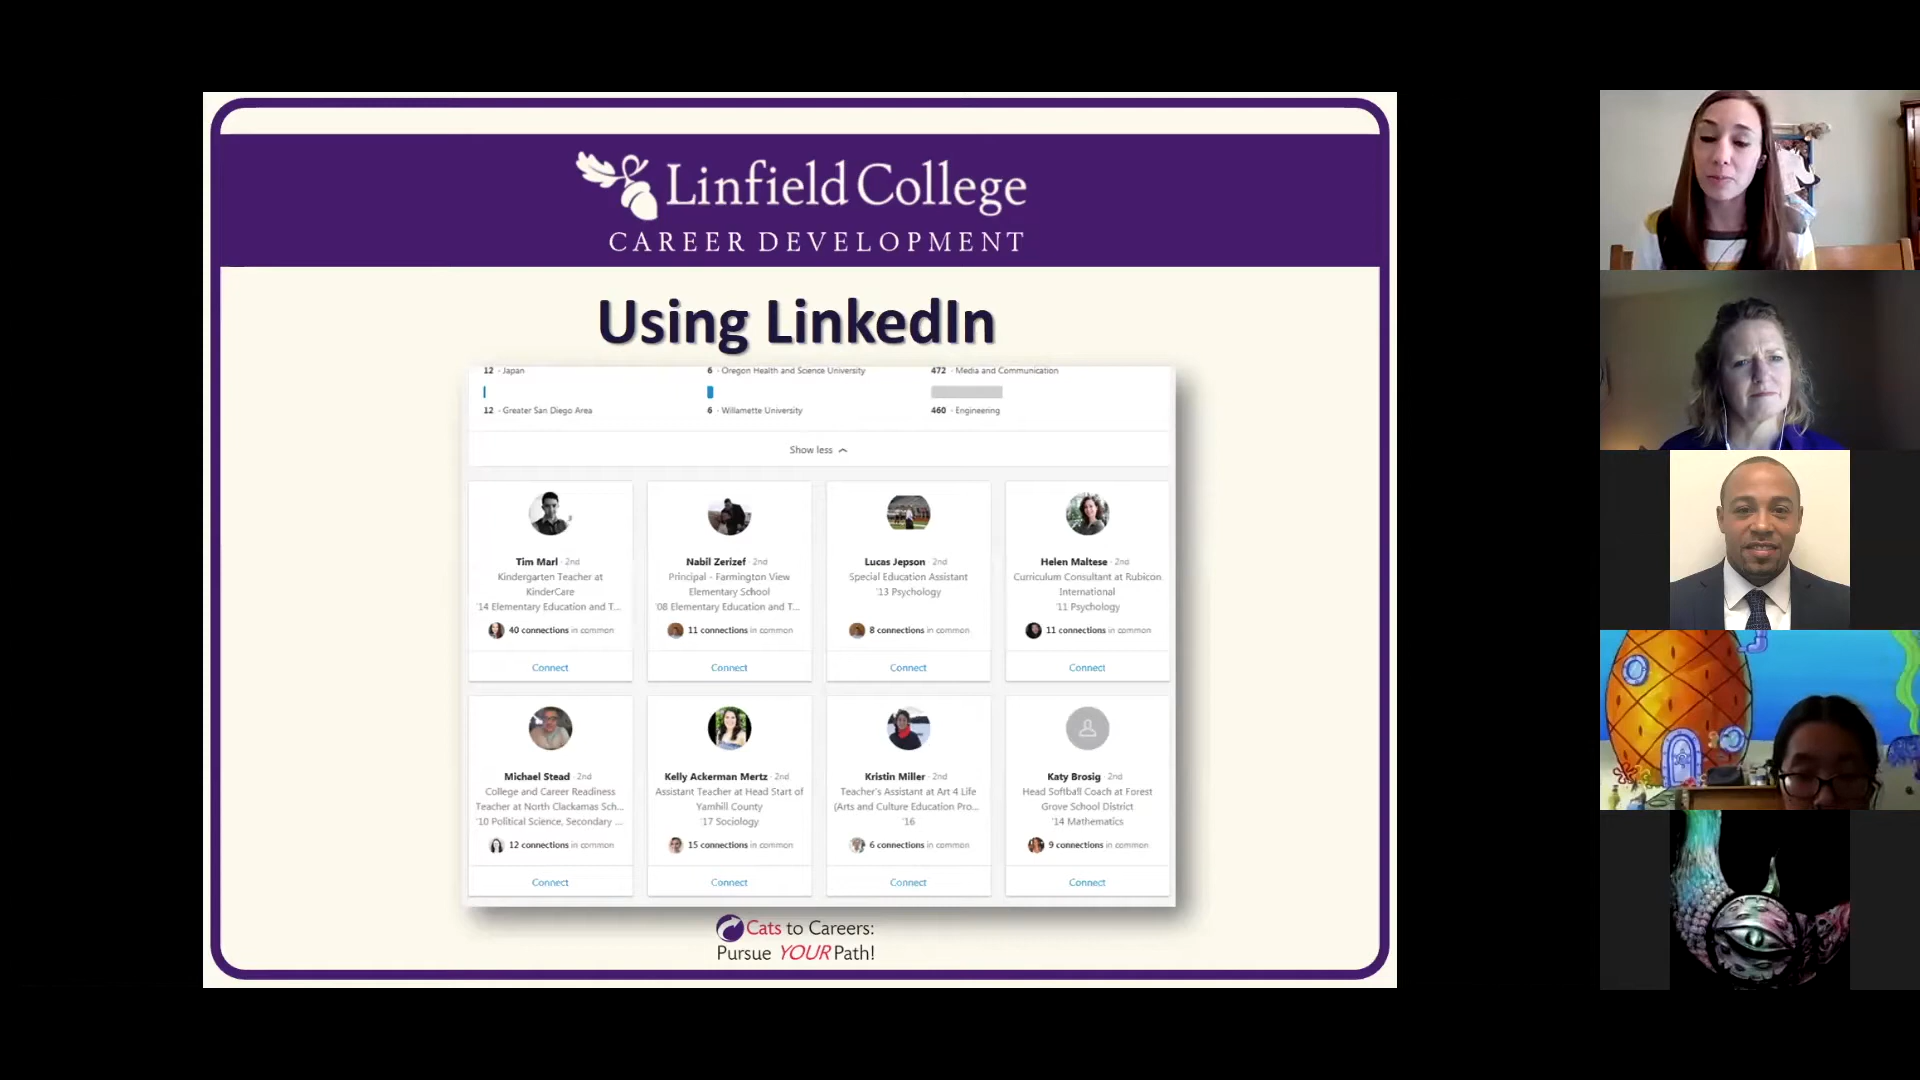 Linfield College
CAREER DEVELOPMENT
Using LinkedIn
12 - Japan
6 - Oregon Health and Science University
472 - Media and Communication
12 - Greater San Diego Area
6 - Willamette University
460 - Engineering
Show less
Tim Marl · 2nd
Kindergarten Teacher at
KinderCare
'14 Elementary Education and T...
40 connections in common
Connect
Nabil Zerizef · 2nd
Principal - Farmington View
Elementary School
'08 Elementary Education and T...
11 connections in common
Connect
Lucas Jepson · 2nd
Special Education Assistant
'13 Psychology
8 connections in common
Connect
Helen Maltese · 2nd
Curriculum Consultant at Rubicon
International
'11 Psychology
11 connections in common
Connect
Michael Stead · 2nd
College and Career Readiness
Teacher at North Clackamas Sch...
'10 Political Science, Secondary ...
12 connections in common
Connect
Kelly Ackerman Mertz · 2nd
Assistant Teacher at Head Start of
Yamhill County
'17 Sociology
15 connections in common
Connect
Kristin Miller · 2nd
Teacher's Assistant at Art 4 Life
(Arts and Culture Education Pro...
'16
6 connections in common
Connect
Katy Brosig · 2nd
Head Softball Coach at Forest
Grove School District
'14 Mathematics
9 connections in common
Connect
Cats to Careers:
Pursue YOUR Path!